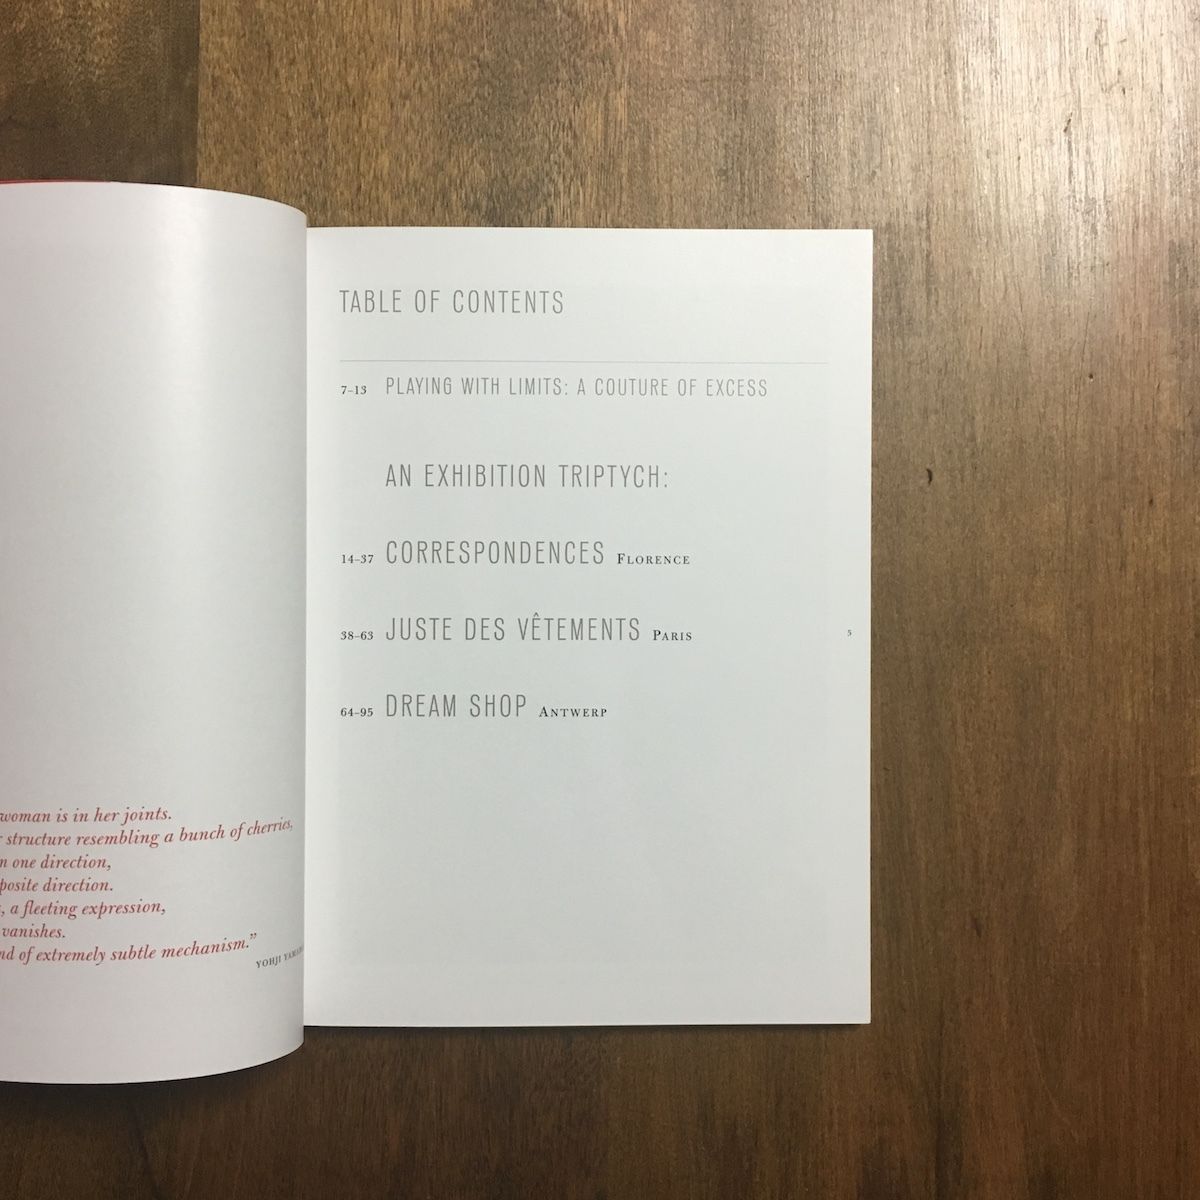 woman is in her joints.
structure resembling a bunch of cherries,
one direction,
direction.
, a fleeting expression,
vanishes.
of extremely subtle mechanism.”
YOHJI
TABLE OF CONTENTS
7–13 PLAYING WITH LIMITS: A COUTURE OF EXCESS
AN EXHIBITION TRIPTYCH:
14–37 CORRESPONDENCES FLORENCE
38–63 JUSTE DES VÊTEMENTS PARIS
5
64–95 DREAM SHOP ANTWERP